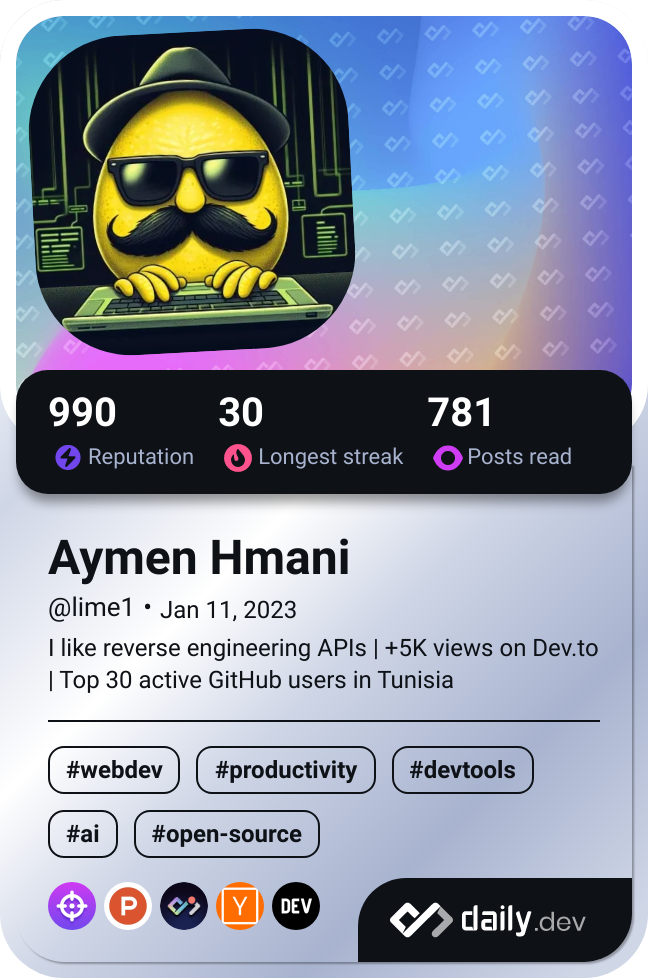 990 30 781
Reputation Longest streak Posts read
Aymen Hmani
@lime1 • Jan 11, 2023
I like reverse engineering APIs | +5K views on Dev.to
| Top 30 active GitHub users in Tunisia
#webdev #productivity #devtools
#ai #open-source
P Y DEV daily.dev